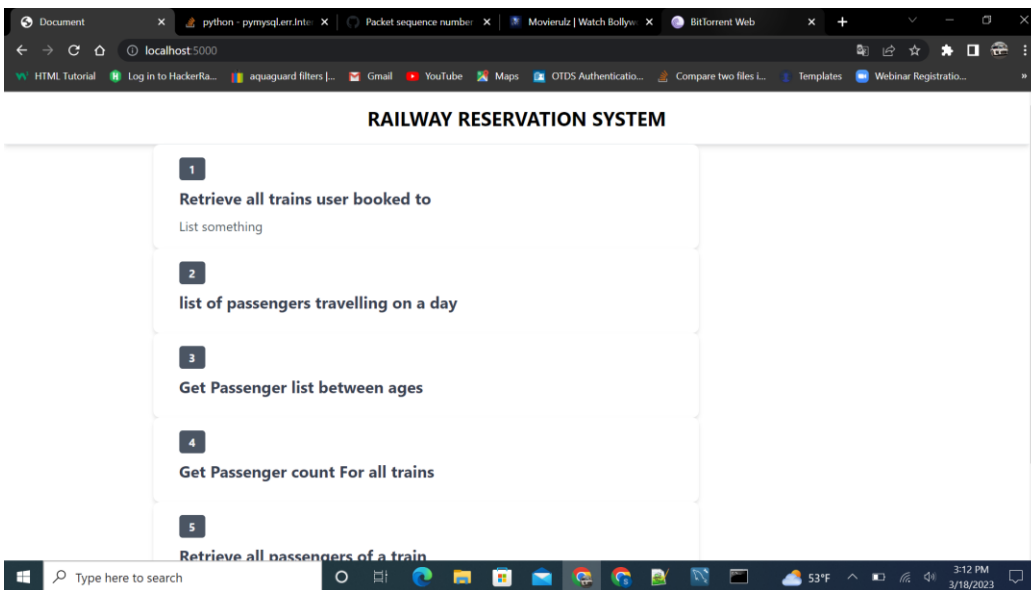 Document
python - pymysql.err.Inte
Packet sequence number
Movierulz | Watch Bollyw
BitTorrent Web
localhost:5000
HTML Tutorial
Log in to HackerRa...
aquaguard filters |...
Gmail
YouTube
Maps
OTDS Authenticatio...
Compare two files i...
Templates
Webinar Registratio...
»
RAILWAY RESERVATION SYSTEM
1
Retrieve all trains user booked to
List something
2
list of passengers travelling on a day
3
Get Passenger list between ages
4
Get Passenger count For all trains
5
Retrieve all passengers of a train
Type here to search
53°F
3:12 PM
3/18/2023